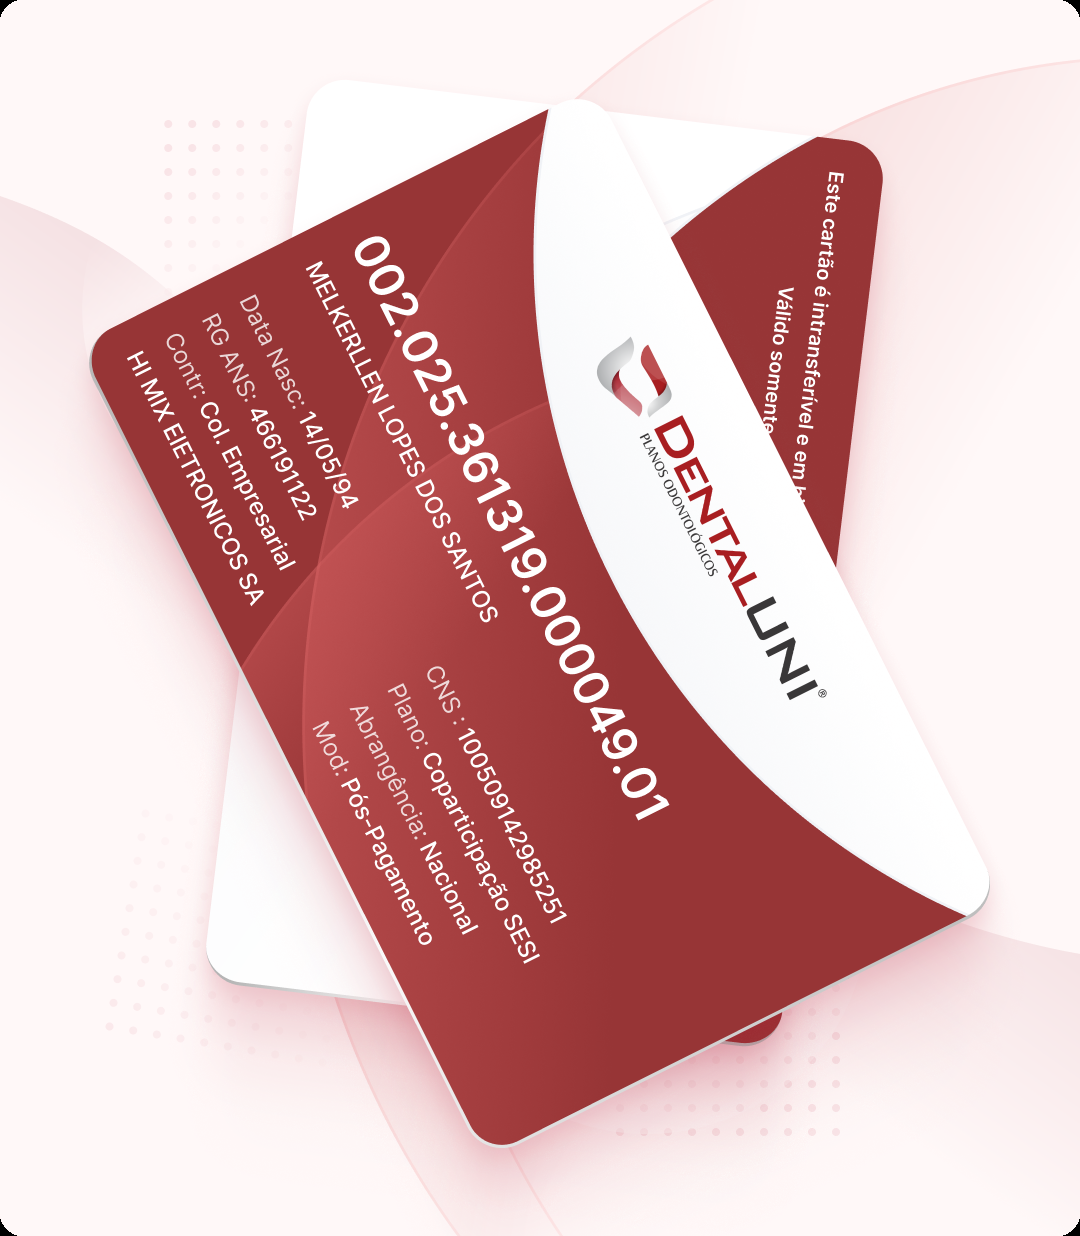 DENTALUNI®
PLANOS ODONTOLÓGICOS
002.025.361319.000049.01
MELKERLLEN LOPES DOS SANTOS
Data Nasc: 14/05/94
RG ANS: 466191122
Contr: Col. Empresarial
HI MIX ElETRONICOS SA
CNS : 100509142985251
Plano: Coparticipação SESI
Abrangência: Nacional
Mod: Pós-Pagamento
Este cartão é intransferível e em
Válido somente